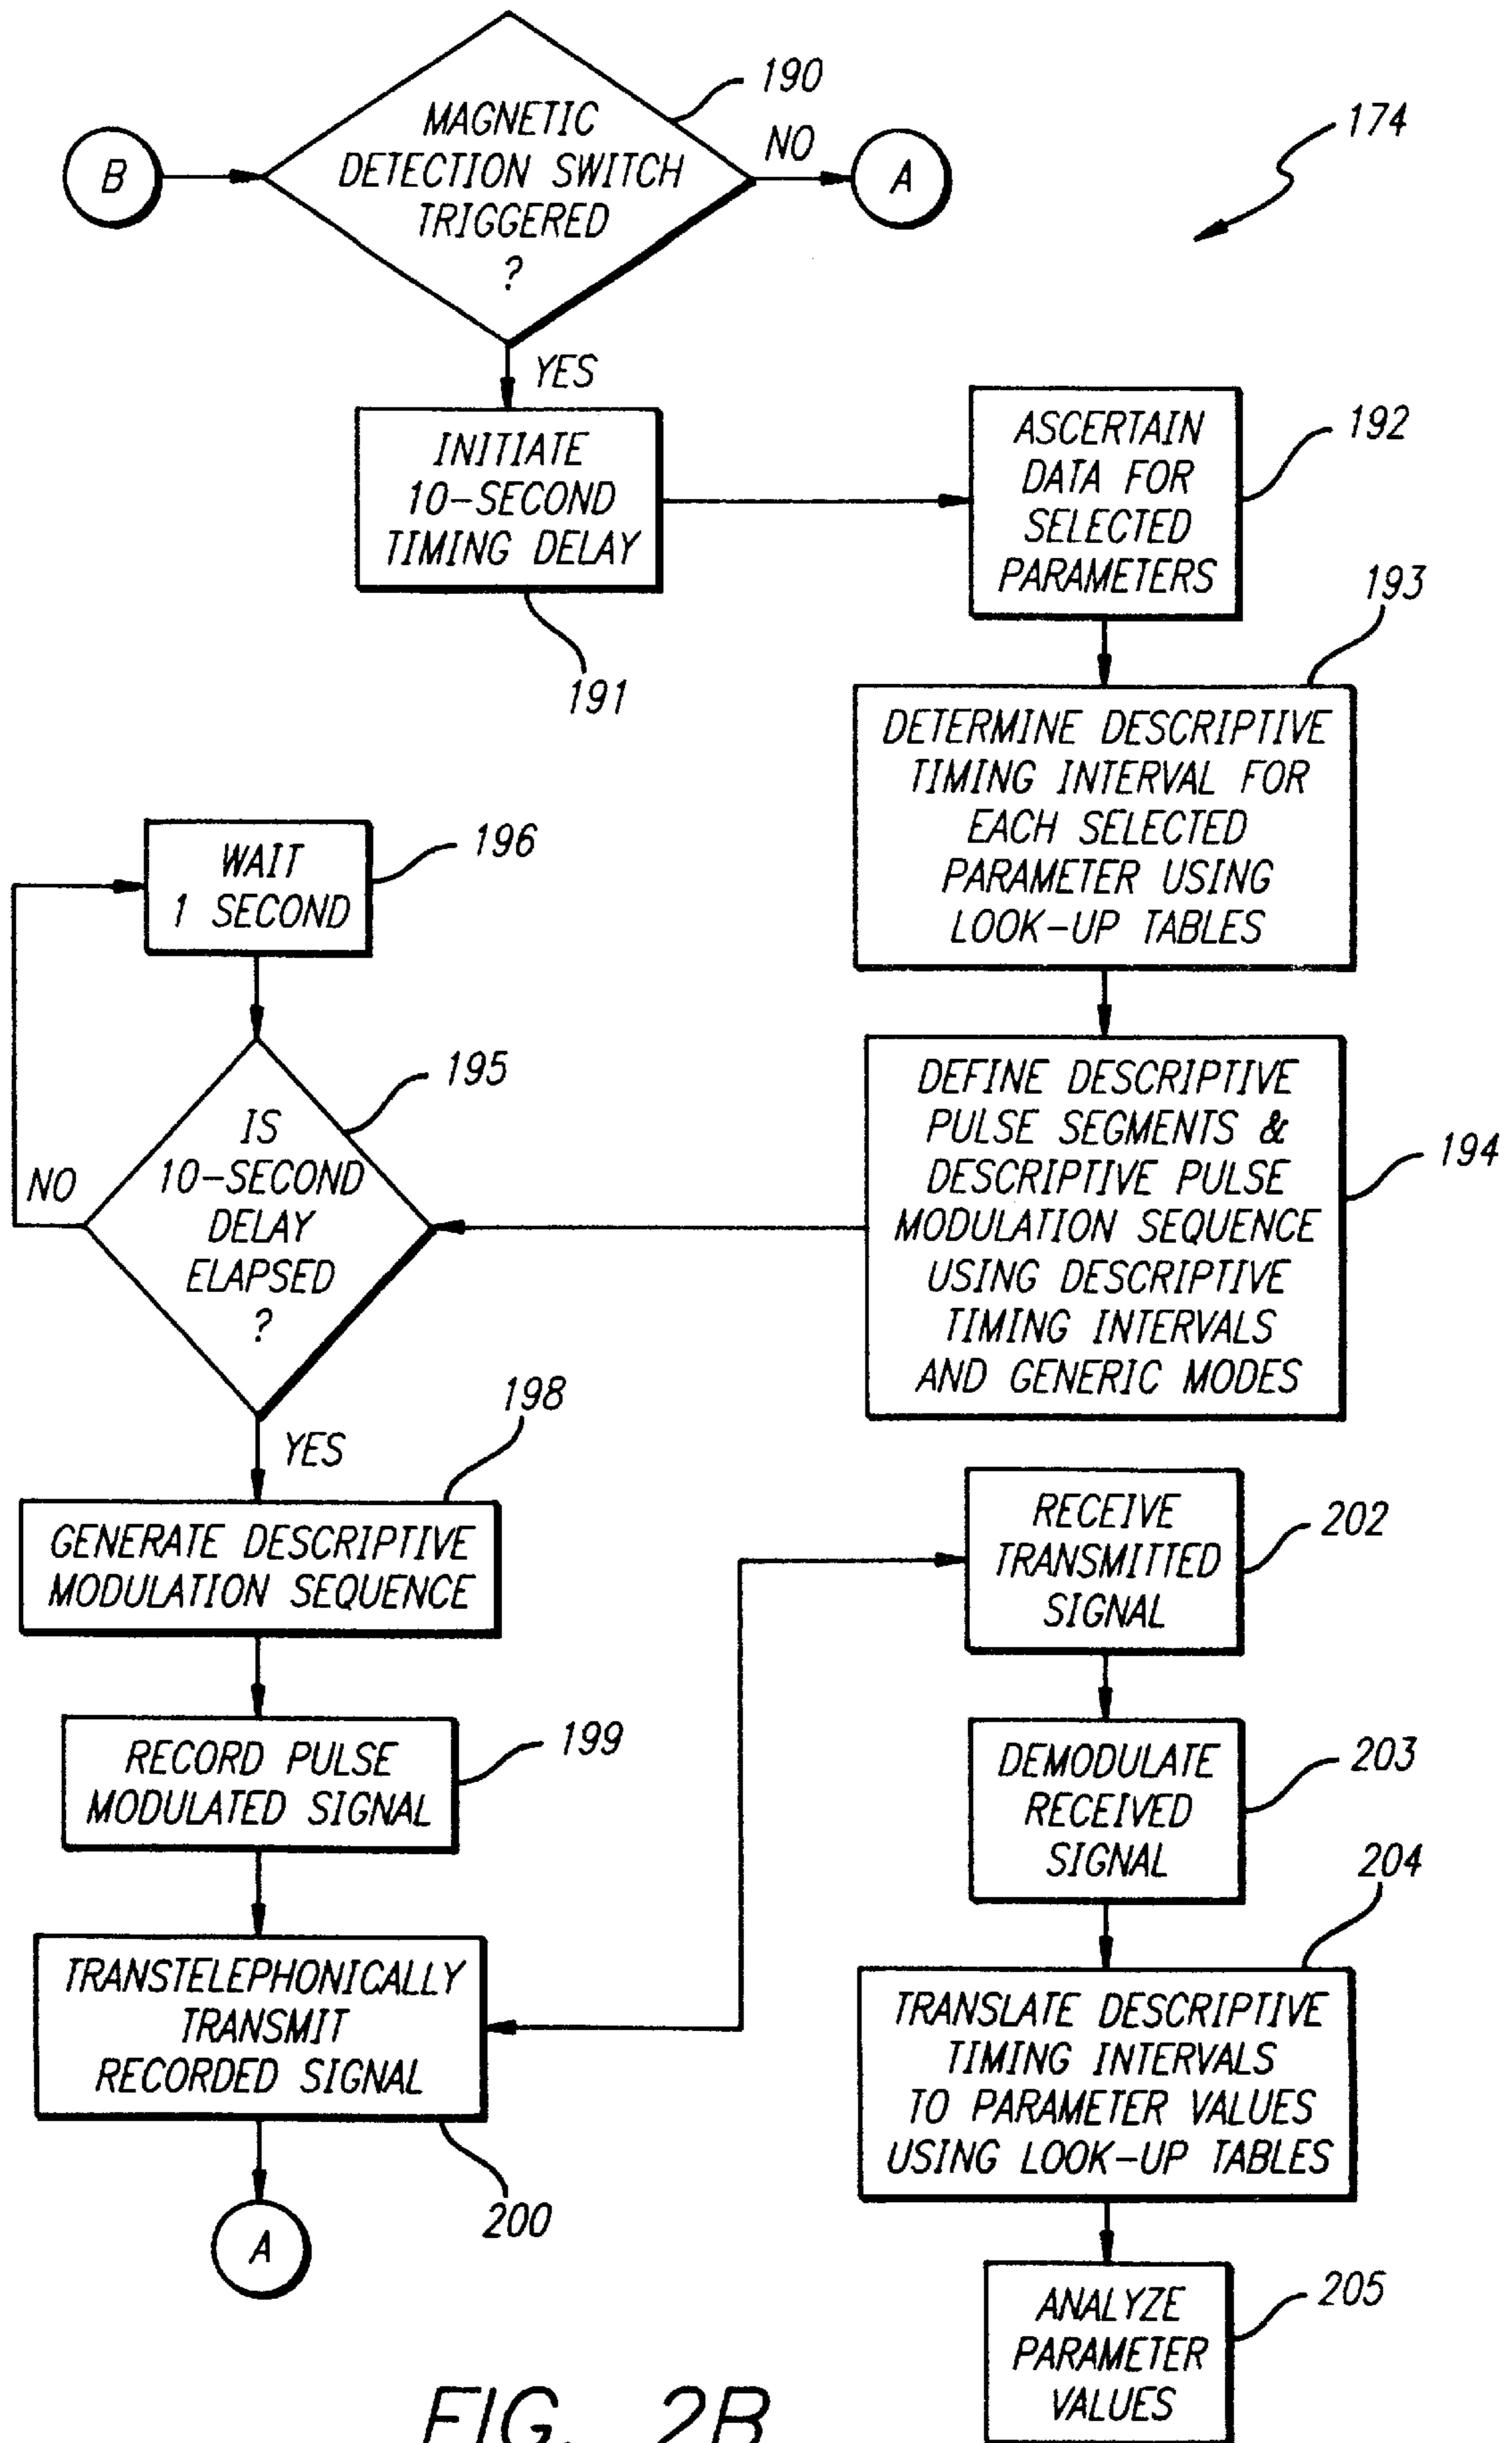 190
MAGNETIC
DETECTION SWITCH
TRIGGERED
?
B
NO
A
174
YES
INITIATE
10-SECOND
TIMING DELAY
191
ASCERTAIN
DATA FOR
SELECTED
PARAMETERS
192
193
DETERMINE DESCRIPTIVE
TIMING INTERVAL FOR
EACH SELECTED
PARAMETER USING
LOOK-UP TABLES
WAIT
1 SECOND
196
195
IS
10-SECOND
DELAY
ELAPSED
?
NO
DEFINE DESCRIPTIVE
PULSE SEGMENTS &
DESCRIPTIVE PULSE
MODULATION SEQUENCE
USING DESCRIPTIVE
TIMING INTERVALS
AND GENERIC MODES
194
YES
198
GENERATE DESCRIPTIVE
MODULATION SEQUENCE
RECORD PULSE
MODULATED SIGNAL
199
TRANSTELEPHONICALLY
TRANSMIT
RECORDED SIGNAL
200
A
RECEIVE
TRANSMITTED
SIGNAL
202
DEMODULATE
RECEIVED
SIGNAL
203
204
TRANSLATE DESCRIPTIVE
TIMING INTERVALS
TO PARAMETER VALUES
USING LOOK-UP TABLES
ANALYZE
PARAMETER
VALUES
205
FIG. 2B